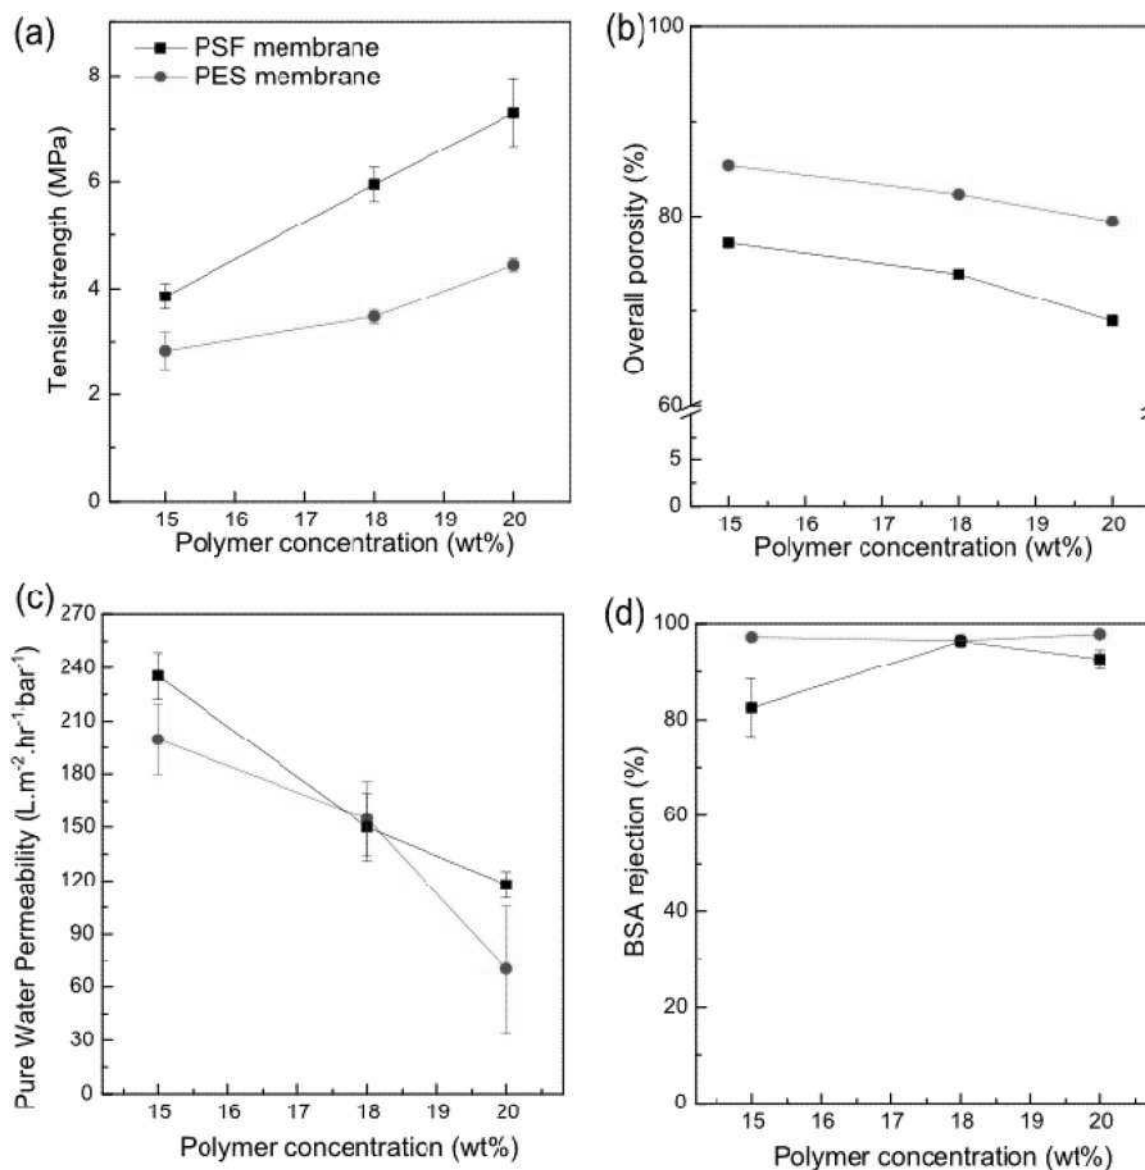 (a)
PSF membrane
PES membrane
8
6
4
2
0
Tensile strength (MPa)
15 16 17 18 19 20
Polymer concentration (wt%)
(b)
100
80
60
5
0
Overall porosity (%)
15 16 17 18 19 20
Polymer concentration (wt%)
(c)
270
240
210
180
150
120
90
60
30
0
Pure Water Permeability (L.m⁻².hr⁻¹.bar⁻¹)
15 16 17 18 19 20
Polymer concentration (wt%)
(d)
100
80
60
40
20
0
BSA rejection (%)
15 16 17 18 19 20
Polymer concentration (wt%)